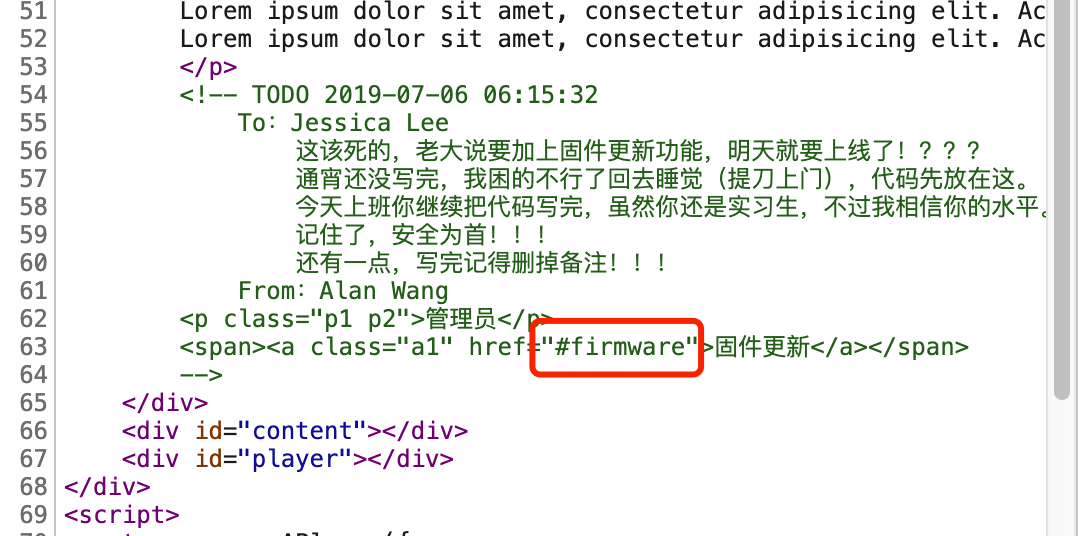 51 Lorem ipsum dolor sit amet, consectetur adipisicing elit. Ac
52 Lorem ipsum dolor sit amet, consectetur adipisicing elit. Ac
53 </p>
54 <!-- TODO 2019-07-06 06:15:32
55 To: Jessica Lee
56 这该死的，老大说要加上固件更新功能，明天就要上线了！？？？
57 通宵还没写完，我困的不行了回去睡觉（提刀上门），代码先放在这。
58 今天上班你继续把代码写完，虽然你还是实习生，不过我相信你的水平。
59 记住了，安全为首！！！
60 还有一点，写完记得删掉备注！！！
61 From: Alan Wang
62 <p class="p1 p2">管理员</p>
63 <span><a class="a1" href="#firmware">固件更新</a></span>
64 -->
65 </div>
66 <div id="content"></div>
67 <div id="player"></div>
68 </div>
69 <script>